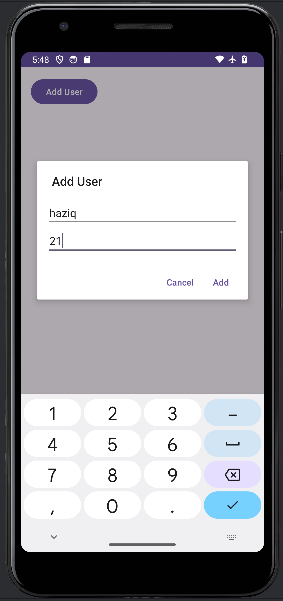 5:48
Add User
Add User
haziq
21
Cancel Add
1 2 3 –
4 5 6
7 8 9
, 0 .